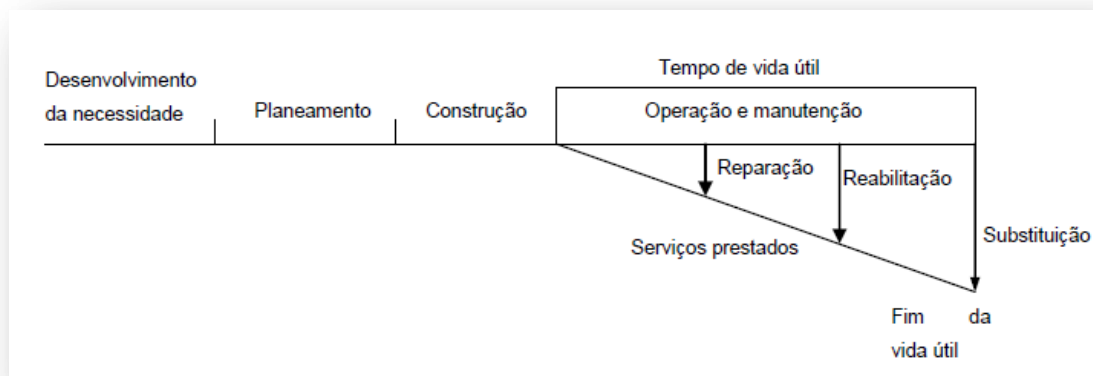 Tempo de vida útil
Desenvolvimento
da necessidade
Planeamento
Construção
Operação e manutenção
Reparação
Reabilitação
Serviços prestados
Substituição
Fim da
vida útil